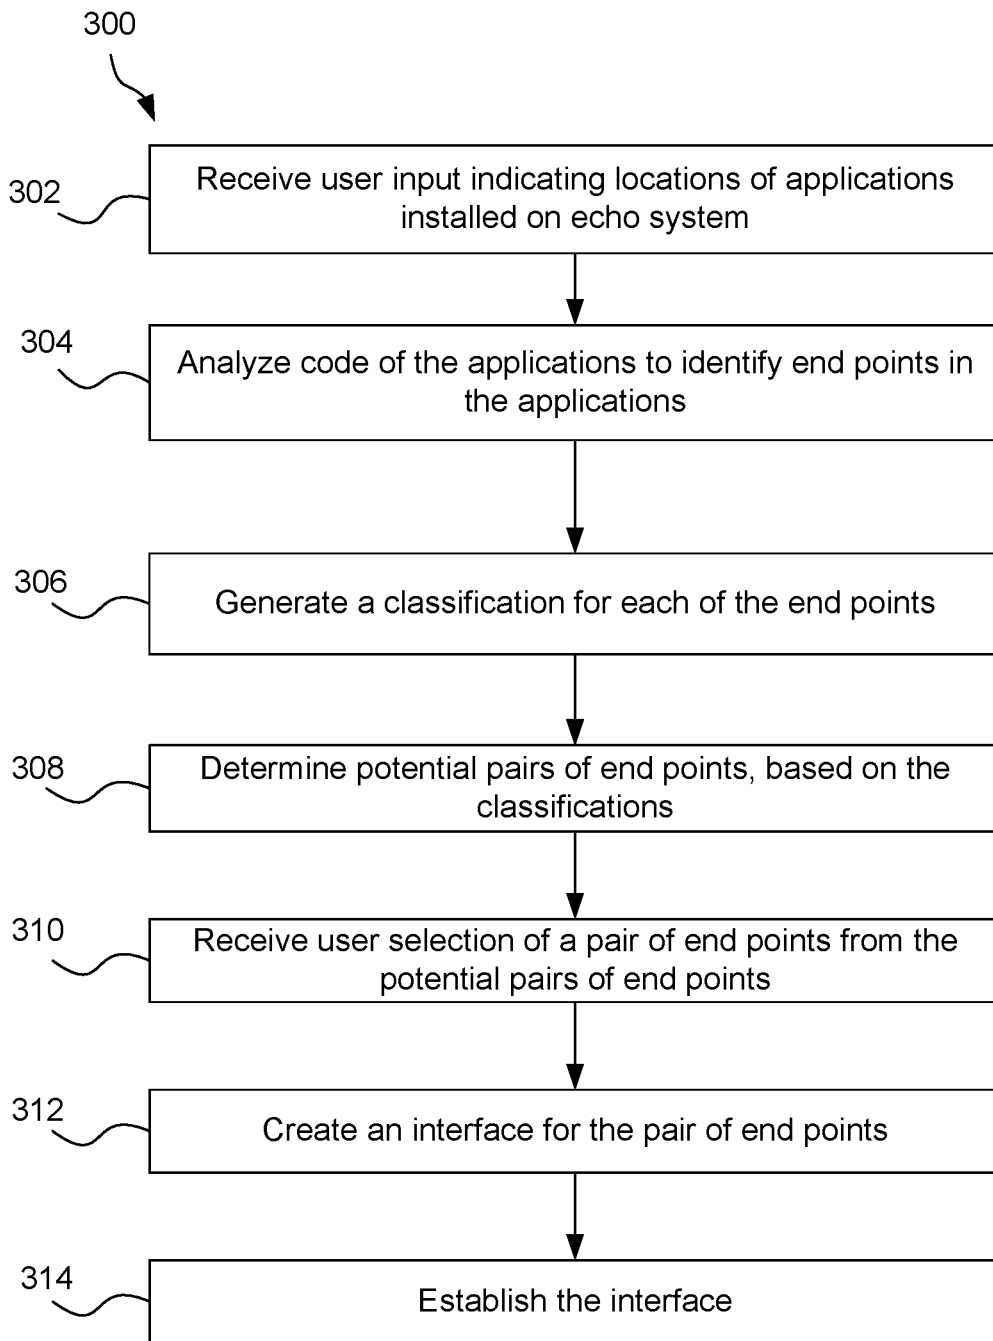 300
302
Receive user input indicating locations of applications
installed on echo system
304
Analyze code of the applications to identify end points in
the applications
306
Generate a classification for each of the end points
308
Determine potential pairs of end points, based on the
classifications
310
Receive user selection of a pair of end points from the
potential pairs of end points
312
Create an interface for the pair of end points
314
Establish the interface